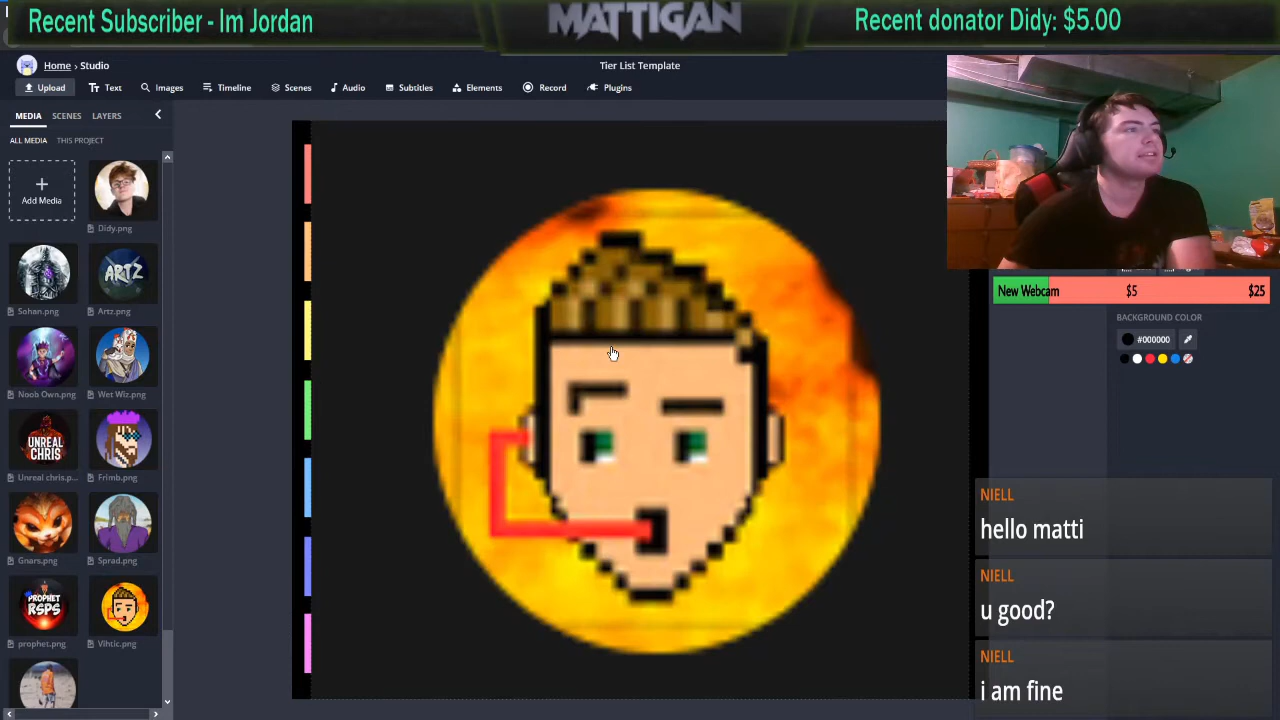 Recent Subscriber - Im Jordan
MATTIGAN
Recent donator Didy: $5.00
Home › Studio
Tier List Template
Upload
Text
Images
Timeline
Scenes
Audio
Subtitles
Elements
Record
Plugins
MEDIA
SCENES
LAYERS
ALL MEDIA
THIS PROJECT
Add Media
Didy.png
Sohan.png
ARTZ
Artz.png
Noob Own.png
Wet Wiz.png
UNREAL
CHRIS
Unreal chris.p...
Frimb.png
Gnars.png
Sprad.png
PROPHET
RSPS
prophet.png
Vihtic.png
New Webcam
$5
$25
BACKGROUND COLOR
#000000
NIELL
hello matti
NIELL
u good?
NIELL
i am fine